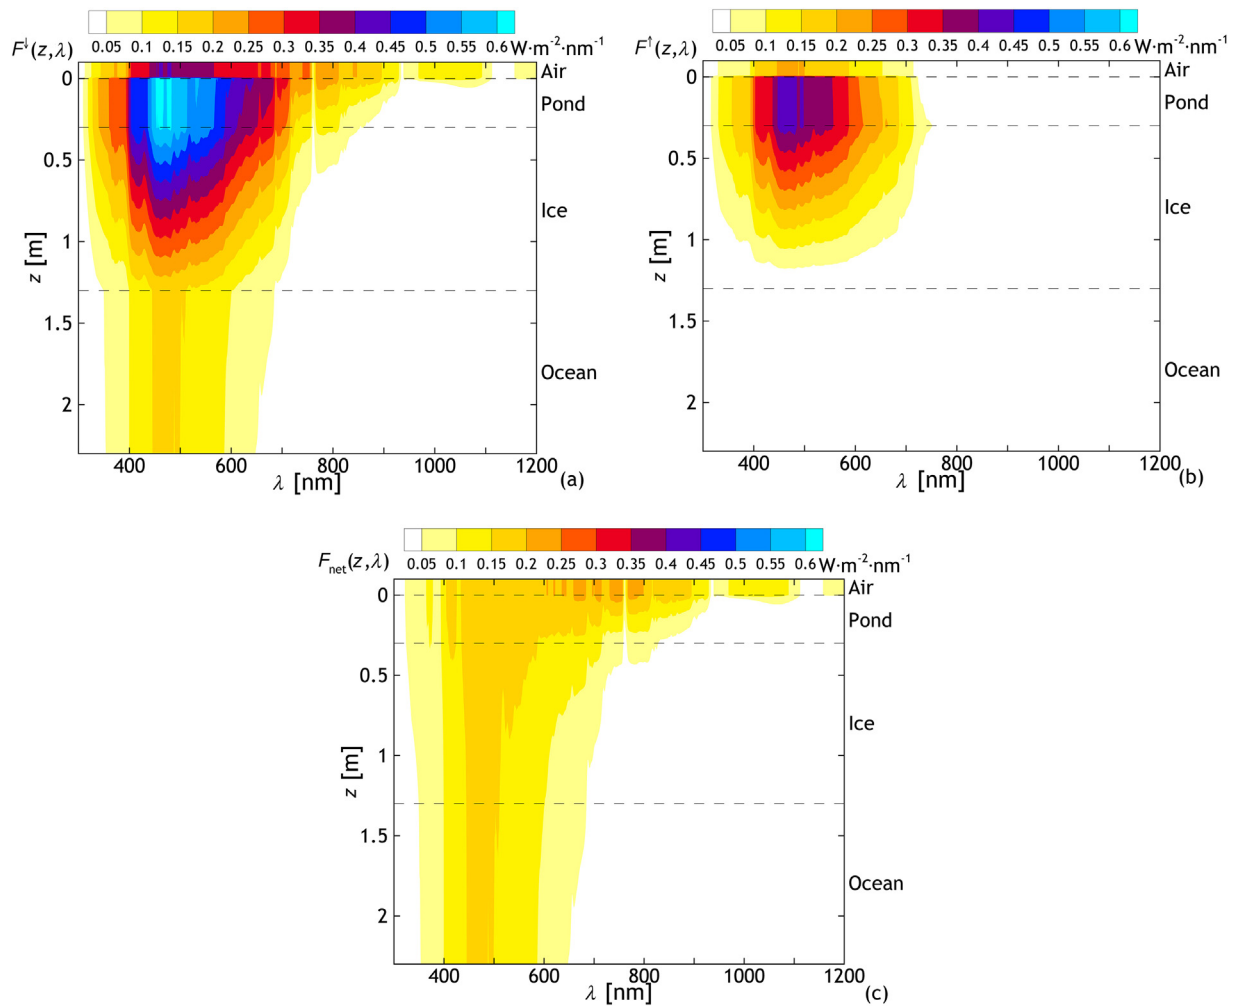 F↓(z,λ) 0.05 0.1 0.15 0.2 0.25 0.3 0.35 0.4 0.45 0.5 0.55 0.6 W·m⁻²·nm⁻¹
0 Air
Pond
0.5
Ice
1
z [m]
1.5
Ocean
2
400 600 800 1000 1200
λ [nm] (a)
F↑(z,λ) 0.05 0.1 0.15 0.2 0.25 0.3 0.35 0.4 0.45 0.5 0.55 0.6 W·m⁻²·nm⁻¹
0 Air
Pond
0.5
Ice
1
z [m]
1.5
Ocean
2
400 600 800 1000 1200
λ [nm] (b)
Fnet(z,λ) 0.05 0.1 0.15 0.2 0.25 0.3 0.35 0.4 0.45 0.5 0.55 0.6 W·m⁻²·nm⁻¹
0 Air
Pond
0.5
Ice
1
z [m]
1.5
Ocean
2
400 600 800 1000 1200
λ [nm] (c)